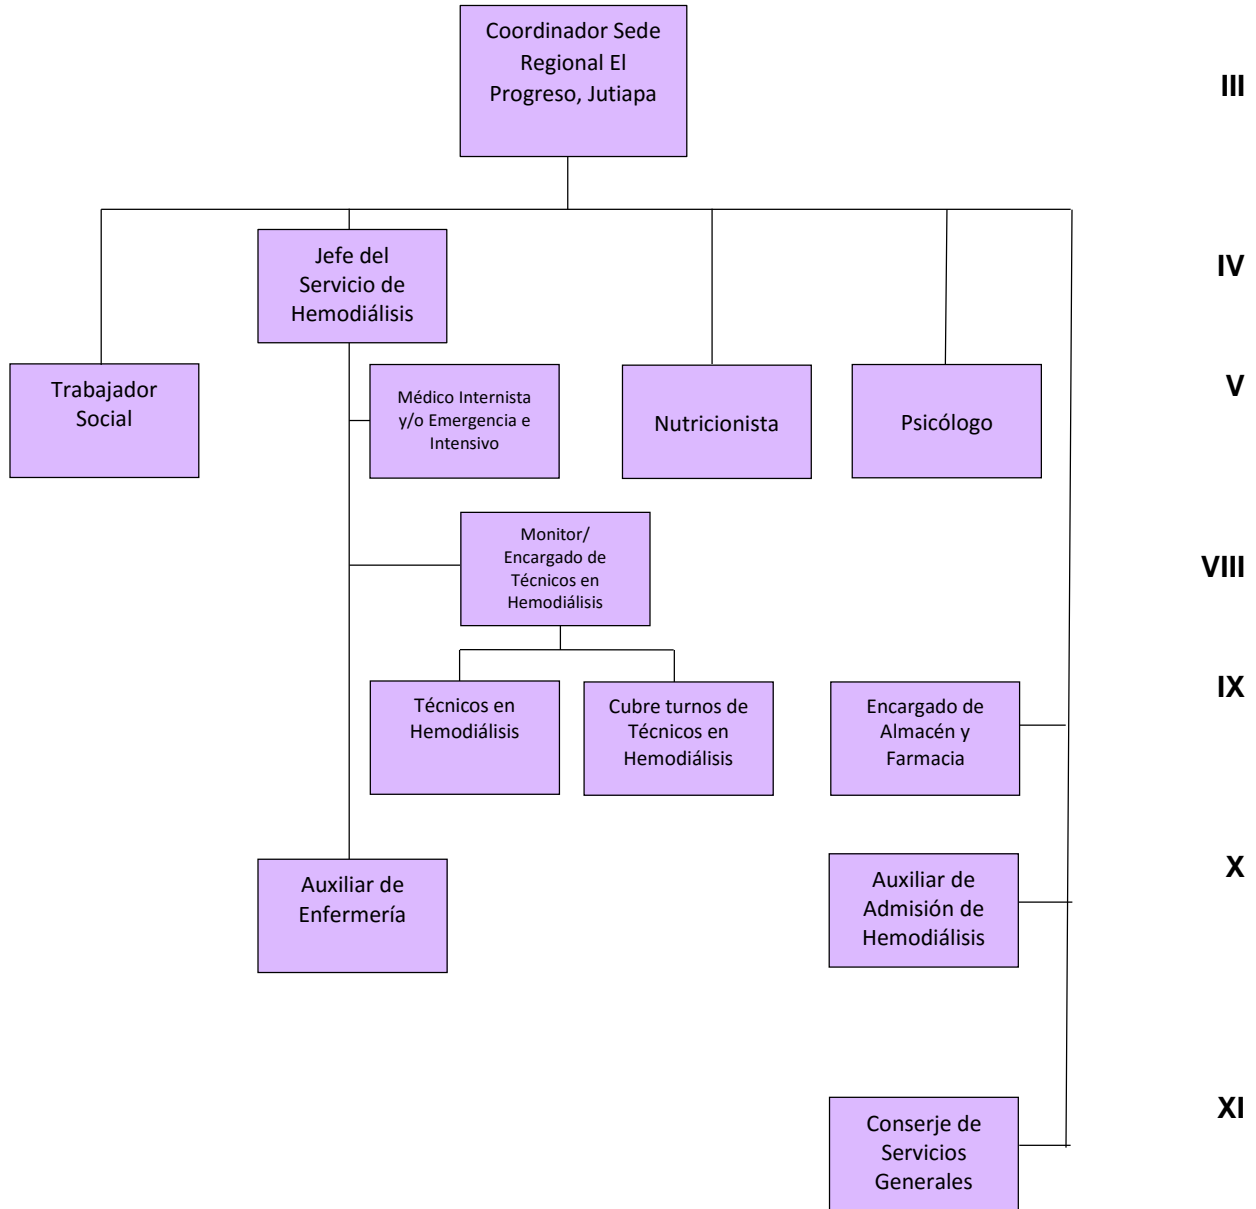 Coordinador Sede
Regional El
Progreso, Jutiapa
III
Jefe del
Servicio de
Hemodiálisis
IV
Trabajador
Social
Médico Internista
y/o Emergencia e
Intensivo
Nutricionista
Psicólogo
V
Monitor/
Encargado de
Técnicos en
Hemodiálisis
VIII
Técnicos en
Hemodiálisis
Cubre turnos de
Técnicos en
Hemodiálisis
Encargado de
Almacén y
Farmacia
IX
Auxiliar de
Enfermería
Auxiliar de
Admisión de
Hemodiálisis
X
Conserje de
Servicios
Generales
XI